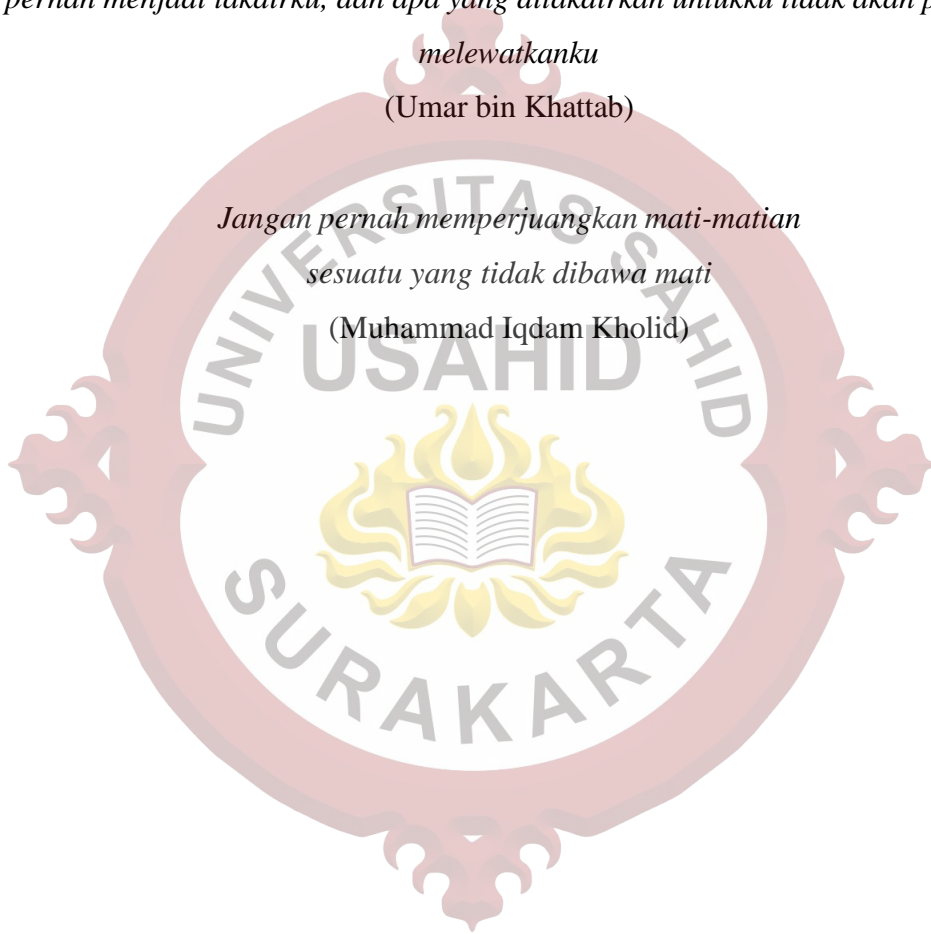 pernah menjadi takdirku, dan apa yang ditakdirkan untukku tidak akan
melewatkanku
(Umar bin Khattab)
Jangan pernah memperjuangkan mati-matian
sesuatu yang tidak dibawa mati
(Muhammad Iqdam Kholid)
UNIVERSITAS SAHID
USAHID
SURAKARTA